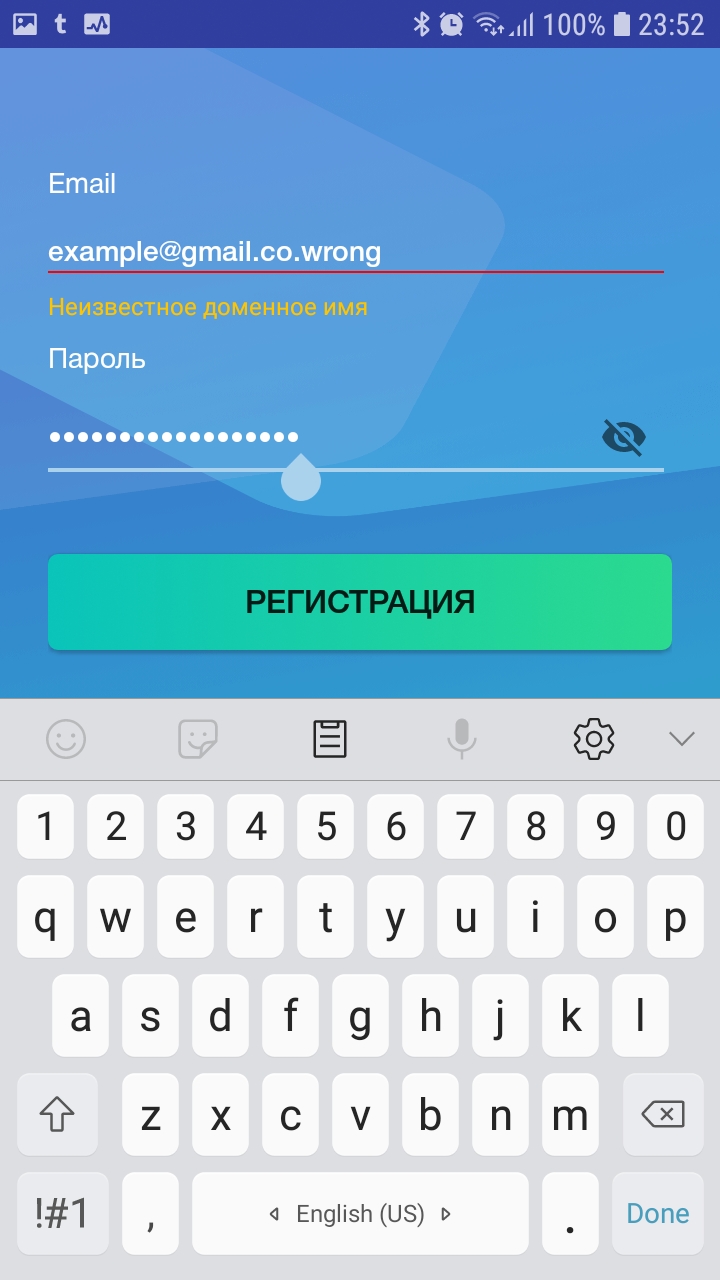 100% 23:52
Email
example@gmail.co.wrong
Неизвестное доменное имя
Пароль
•••••••••••••••••• 
РЕГИСТРАЦИЯ
1 2 3 4 5 6 7 8 9 0
q w e r t y u i o p
a s d f g h j k l
z x c v b n m
!#1 , English (US) . Done